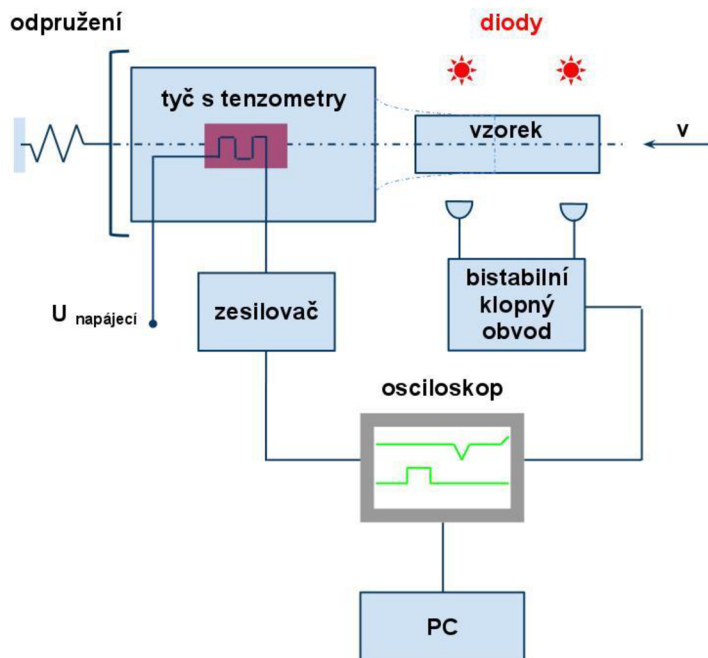 odpružení
diody
tyč s tenzometry
vzorek
v
U napájecí
zesilovač
bistabilní
klopný
obvod
osciloskop
PC